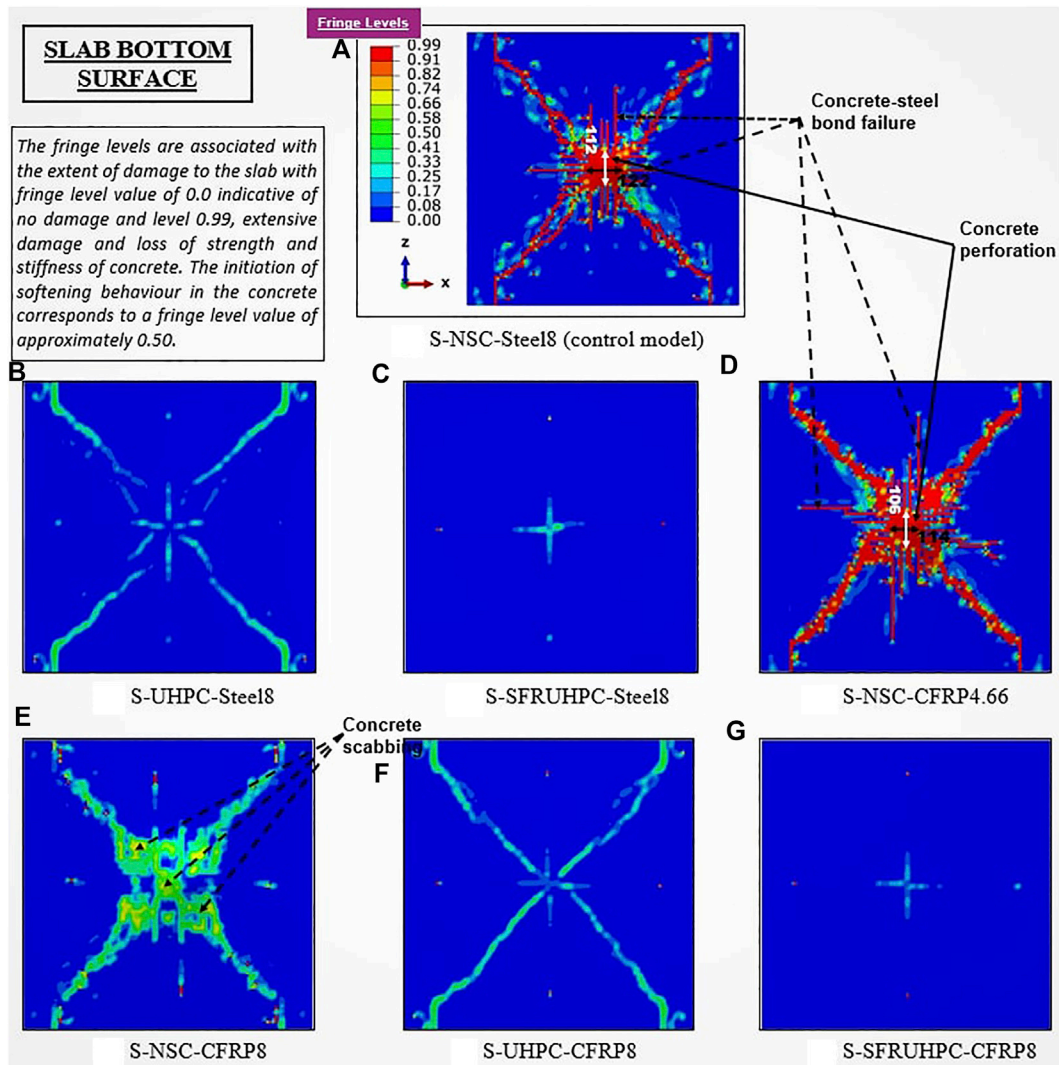 Fringe Levels
SLAB BOTTOM
SURFACE
A
0.99
0.91
0.82
0.74
0.66
0.58
0.50
0.41
0.33
0.25
0.17
0.08
0.00
z
x
112
122
Concrete-steel
bond failure
Concrete
perforation
The fringe levels are associated with
the extent of damage to the slab with
fringe level value of 0.0 indicative of
no damage and level 0.99, extensive
damage and loss of strength and
stiffness of concrete. The initiation of
softening behaviour in the concrete
corresponds to a fringe level value of
approximately 0.50.
S-NSC-Steel8 (control model)
B
C
D
106
114
S-UHPC-Steel8
S-SFRUHPC-Steel8
S-NSC-CFRP4.66
E
Concrete
scabbing
F
G
S-NSC-CFRP8
S-UHPC-CFRP8
S-SFRUHPC-CFRP8